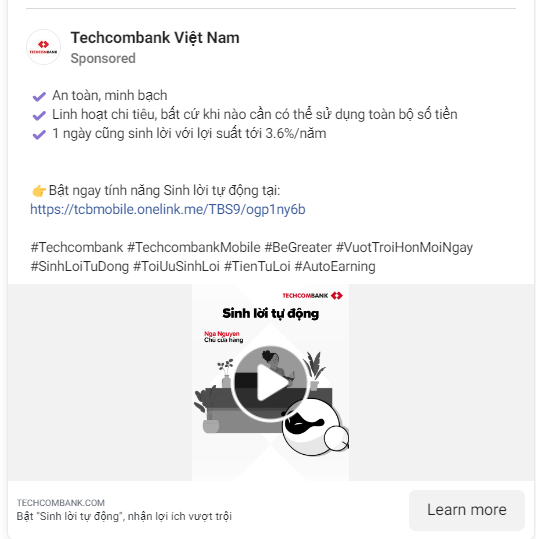 Techcombank Việt Nam
TECHCOMBANK
Sponsored
An toàn, minh bạch
Linh hoạt chi tiêu, bất cứ khi nào cần có thể sử dụng toàn bộ số tiền
1 ngày cũng sinh lời với lợi suất tới 3.6%/năm
Bật ngay tính năng Sinh lời tự động tại:
https://tcbmobile.onelink.me/TBS9/ogp1ny6b
#Techcombank #TechcombankMobile #BeGreater #VuotTroiHonMoiNgay
#SinhLoiTuDong #ToiUuSinhLoi #TienTuLoi #AutoEarning
TECHCOMBANK
Sinh lời tự động
Nga Nguyen
Chủ cửa hàng
TECHCOMBANK.COM
Bật "Sinh lời tự động", nhận lợi ích vượt trội
Learn more